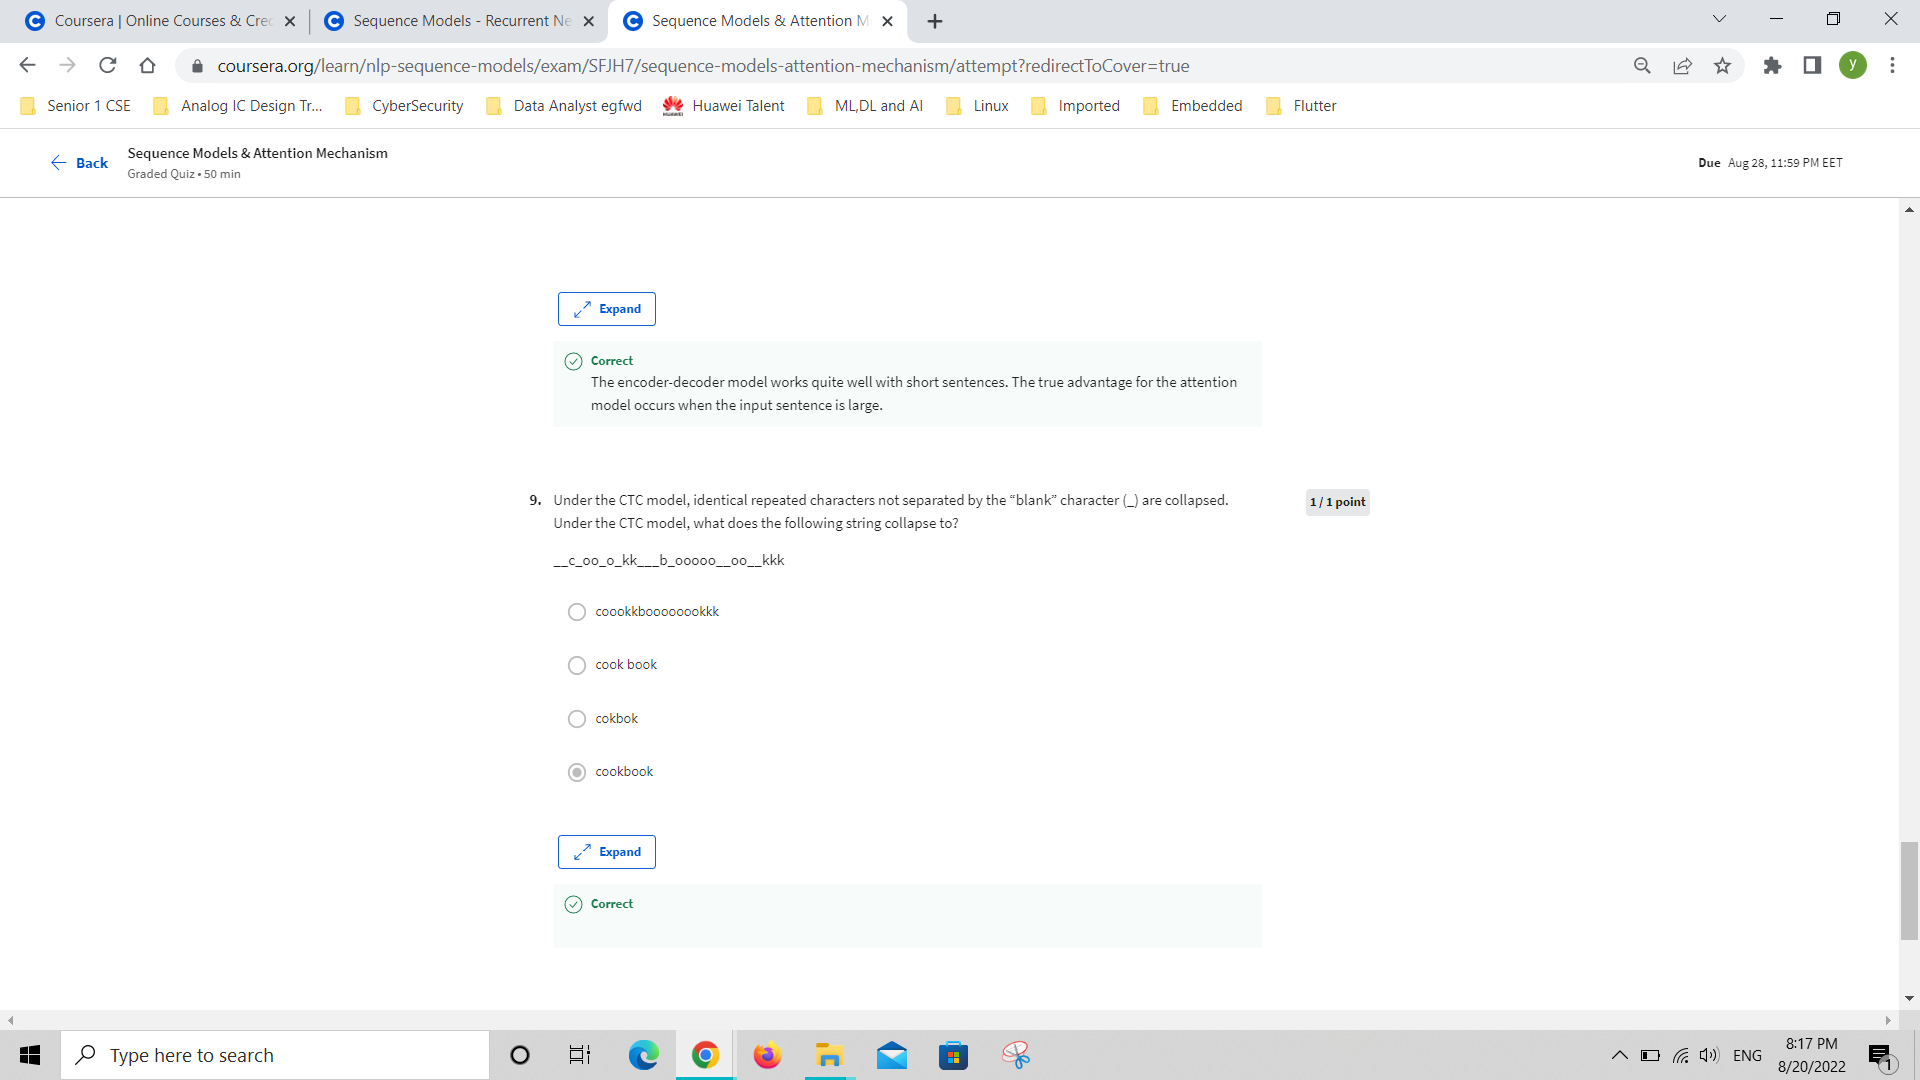 Coursera | Online Courses & Cre
Sequence Models - Recurrent Ne
Sequence Models & Attention M
coursera.org/learn/nlp-sequence-models/exam/SFJH7/sequence-models-attention-mechanism/attempt?redirectToCover=true
y
Senior 1 CSE
Analog IC Design Tr...
CyberSecurity
Data Analyst egfwd
HUAWEI
Huawei Talent
ML,DL and AI
Linux
Imported
Embedded
Flutter
Back
Sequence Models & Attention Mechanism
Graded Quiz • 50 min
Due Aug 28, 11:59 PM EET
Expand
Correct
The encoder-decoder model works quite well with short sentences. The true advantage for the attention
model occurs when the input sentence is large.
9. Under the CTC model, identical repeated characters not separated by the “blank” character (_) are collapsed.
1 / 1 point
Under the CTC model, what does the following string collapse to?
__c_oo_o_kk___b_ooooo__oo__kkk
coookkboooooookkk
cook book
cokbok
cookbook
Expand
Correct
Type here to search
ENG
8:17 PM
8/20/2022
1